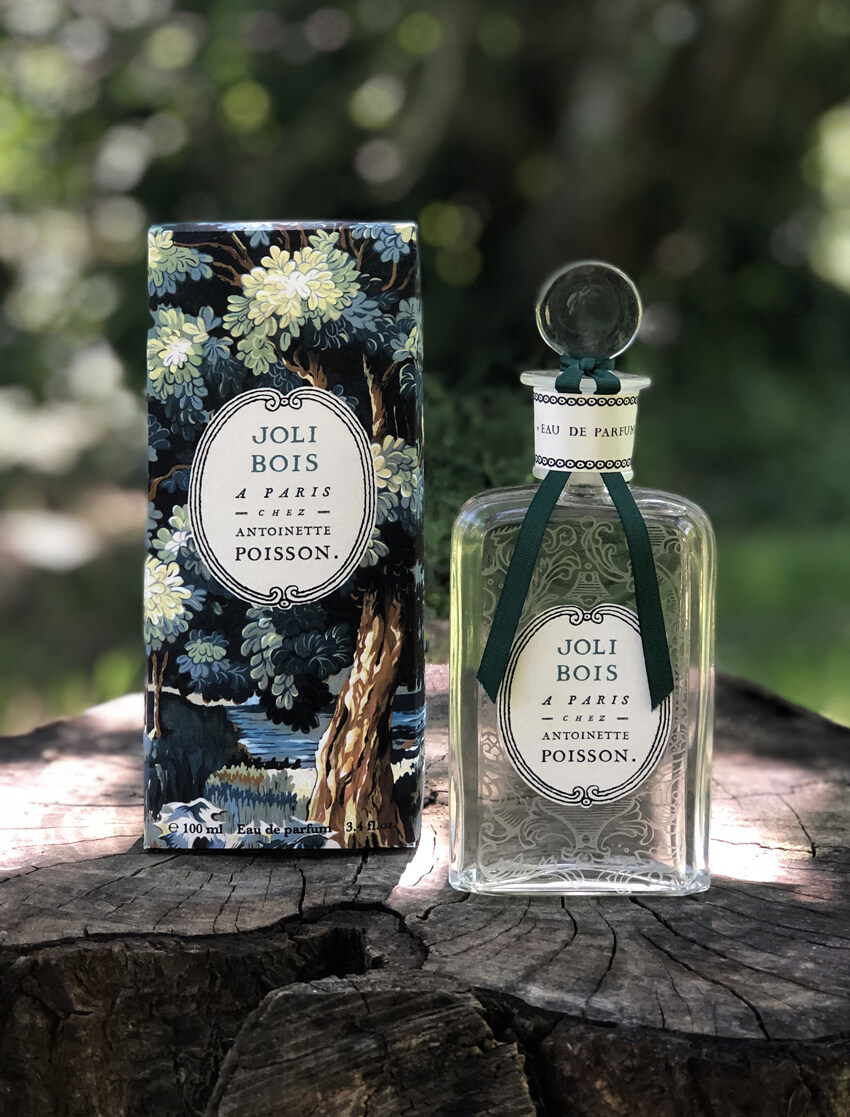 JOLI
BOIS
A PARIS
— CHEZ —
ANTOINETTE
POISSON.
℮ 100 ml Eau de parfum 3.4 fl.oz
• EAU DE PARFUM
JOLI
BOIS
A PARIS
— CHEZ —
ANTOINETTE
POISSON.